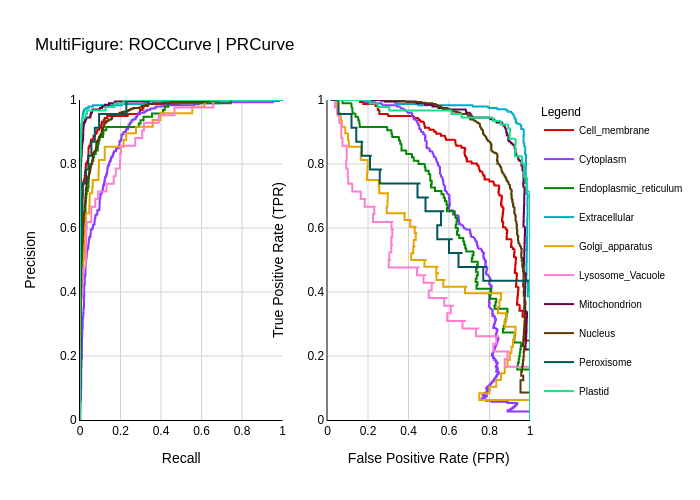 MultiFigure: ROCCurve | PRCurve
Precision
1
0.8
0.6
0.4
0.2
0
0 0.2 0.4 0.6 0.8 1
Recall
True Positive Rate (TPR)
1
0.8
0.6
0.4
0.2
0
0 0.2 0.4 0.6 0.8 1
False Positive Rate (FPR)
Legend
Cell_membrane
Cytoplasm
Endoplasmic_reticulum
Extracellular
Golgi_apparatus
Lysosome_Vacuole
Mitochondrion
Nucleus
Peroxisome
Plastid